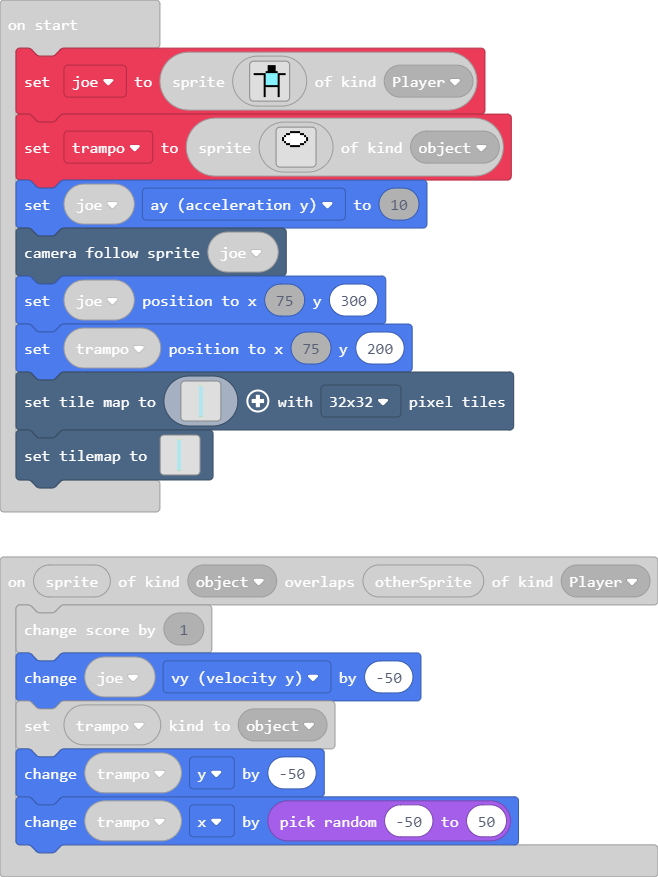 on start
set joe to sprite of kind Player
set trampo to sprite of kind object
set joe ay (acceleration y) to 10
camera follow sprite joe
set joe position to x 75 y 300
set trampo position to x 75 y 200
set tile map to with 32x32 pixel tiles
set tilemap to
on sprite of kind object overlaps otherSprite of kind Player
change score by 1
change joe vy (velocity y) by -50
set trampo kind to object
change trampo y by -50
change trampo x by pick random -50 to 50